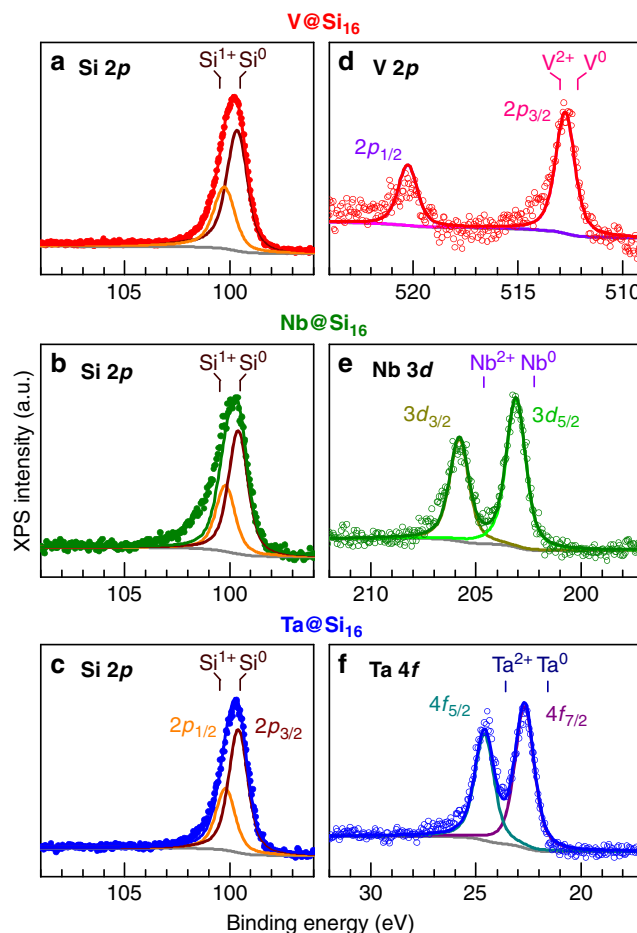 V@Si₁₆
a Si 2p
Si¹⁺ Si⁰
105 100
d V 2p
V²⁺ V⁰
2p₃/₂
2p₁/₂
520 515 510
Nb@Si₁₆
b Si 2p
Si¹⁺ Si⁰
105 100
e Nb 3d
Nb²⁺ Nb⁰
3d₃/₂ 3d₅/₂
210 205 200
XPS intensity (a.u.)
Ta@Si₁₆
c Si 2p
Si¹⁺ Si⁰
2p₁/₂ 2p₃/₂
105 100
f Ta 4f
Ta²⁺ Ta⁰
4f₅/₂ 4f₇/₂
30 25 20
Binding energy (eV) Binding energy (eV)